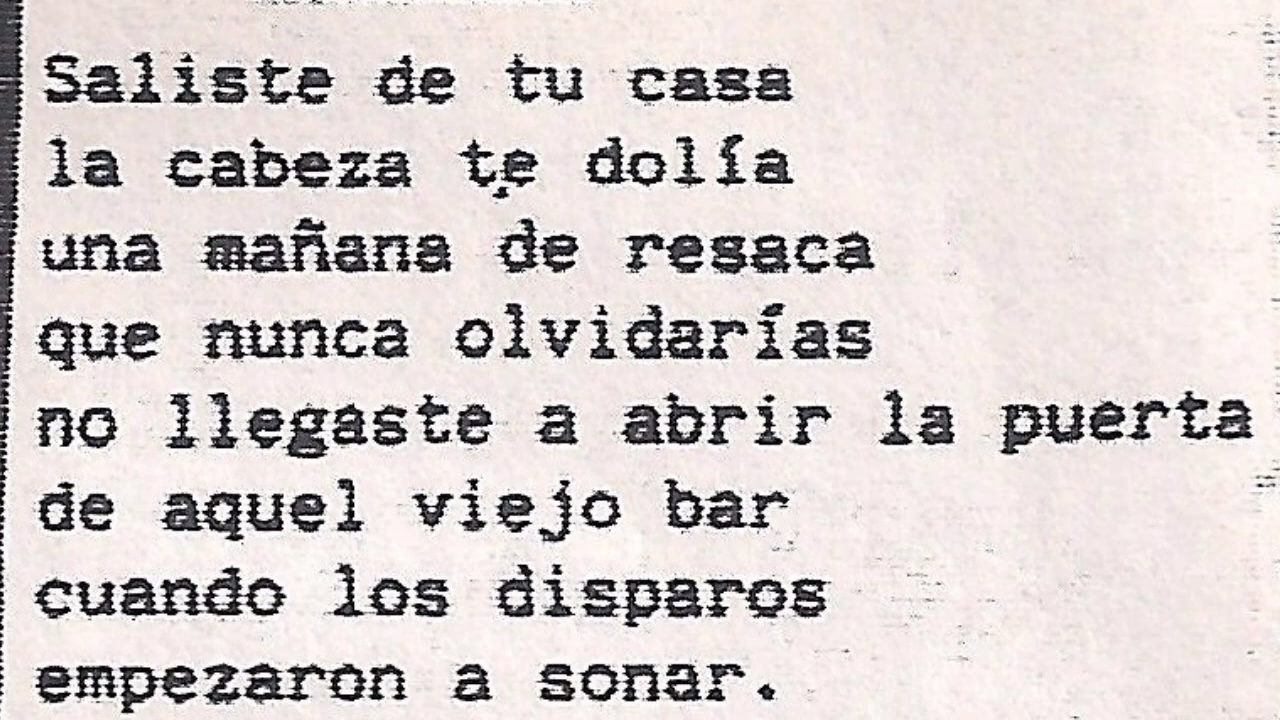 Saliste de tu casa
la cabeza te dolía
una mañana de resaca
que nunca olvidarías
no llegaste a abrir la puerta
de aquel viejo bar
cuando los disparos
empezaron a sonar.